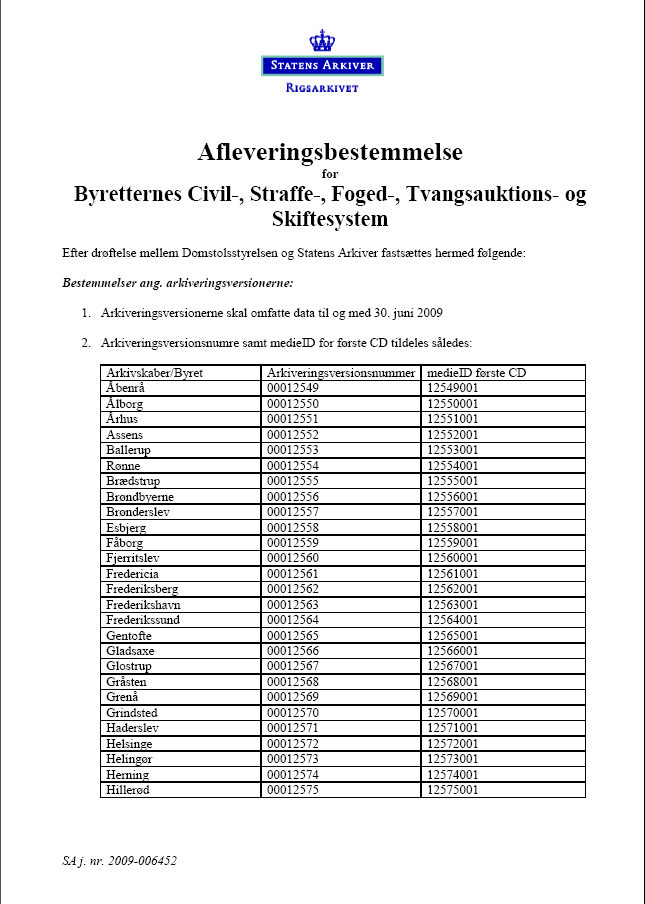 STATENS ARKIVER
RIGSARKIVET
Afleveringsbestemmelse
for
Byretternes Civil-, Straffe-, Foged-, Tvangsauktions- og
Skiftesystem
Efter drøftelse mellem Domstolsstyrelsen og Statens Arkiver fastsættes hermed følgende:
Bestemmelser ang. arkiveringsversionerne:
1. Arkiveringsversionerne skal omfatte data til og med 30. juni 2009
2. Arkiveringsversionsnumre samt medieID for første CD tildeles således:
Arkivskaber/Byret Arkiveringsversionsnummer medieID første CD
Åbenrå 00012549 12549001
Ålborg 00012550 12550001
Århus 00012551 12551001
Assens 00012552 12552001
Ballerup 00012553 12553001
Rønne 00012554 12554001
Brædstrup 00012555 12555001
Brøndbyerne 00012556 12556001
Brønderslev 00012557 12557001
Esbjerg 00012558 12558001
Fåborg 00012559 12559001
Fjerritslev 00012560 12560001
Fredericia 00012561 12561001
Frederiksberg 00012562 12562001
Frederikshavn 00012563 12563001
Frederikssund 00012564 12564001
Gentofte 00012565 12565001
Gladsaxe 00012566 12566001
Glostrup 00012567 12567001
Gråsten 00012568 12568001
Grenå 00012569 12569001
Grindsted 00012570 12570001
Haderslev 00012571 12571001
Helsinge 00012572 12572001
Helingør 00012573 12573001
Herning 00012574 12574001
Hillerød 00012575 12575001
SA j. nr. 2009-006452